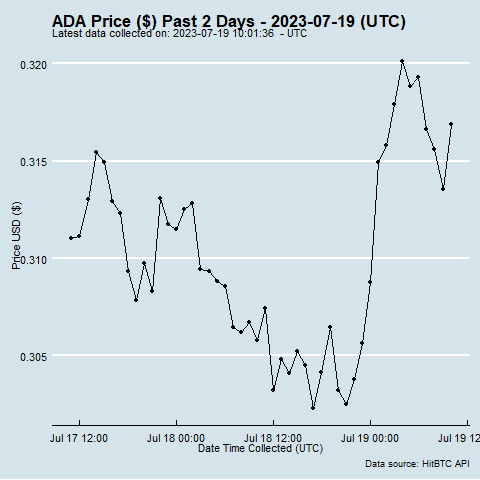 ADA Price ($) Past 2 Days - 2023-07-19 (UTC)
Latest data collected on: 2023-07-19 10:01:36  - UTC
0.320
0.315
0.310
0.305
Price USD ($)
Jul 17 12:00
Jul 18 00:00
Jul 18 12:00
Jul 19 00:00
Jul 19 12
Date Time Collected (UTC)
Data source: HitBTC API